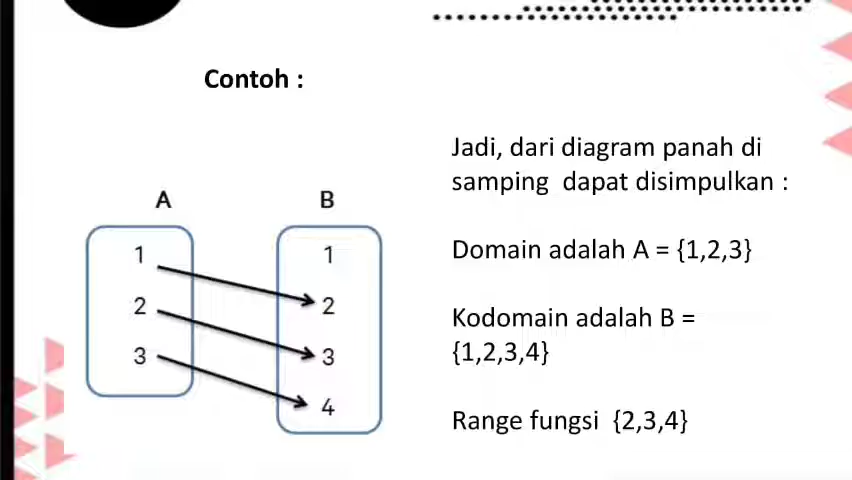 Contoh :
Jadi, dari diagram panah di
samping dapat disimpulkan :
A B
1 1
2 2
3 3
4
Domain adalah A = {1,2,3}
Kodomain adalah B =
{1,2,3,4}
Range fungsi {2,3,4}